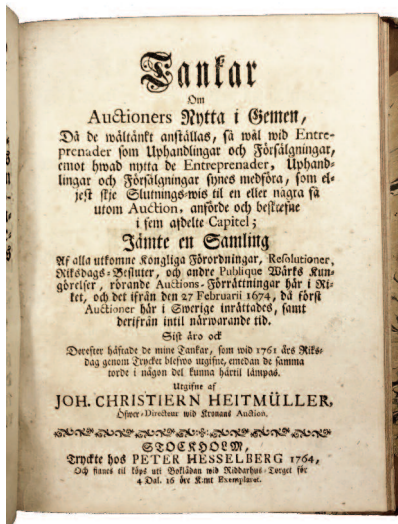 Tankar
Om
Auctioners Nytta i Gemen,
Då de wältänkt anställas, så wäl wid Entre-
prenader som Uphandlingar och Försälgningar,
emot hwad nytta de Entreprenader, Uphand-
lingar och Försälgningar synes medföra, som el-
jest skje Slutnings-wis til en eller några få
utom Auction, anförde och beskrefne
i fem afdelte Capitel;
Jämte en Samling
Af alla utkomne Kongliga Förordningar, Resolutioner,
Riksdags-Besluter, och andre Publique Wärks Kun-
görelser, rörande Auctions-Förrättningar här i Ri-
ket, och det ifrån den 27 Februarii 1674, då först
Auctioner här i Swerige inrättades, samt
derifrån intil närwarande tid.
Sist äro ock
Derefter häftade de mine Tankar, som wid 1761 års Riks-
dag genom Trycket blefwo utgifne, emedan de samma
torde i någon del kunna härtil lämpas.
Utgifne af
JOH. CHRISTIERN HEITMÜLLER,
Öfwer-Directeur wid Kronans Auction.
STOCKHOLM,
Tryckte hos PETER HESSELBERG 1764,
Och finnes til köps uti Boklådan wid Riddarhus-Torget för
4 Dal. 16 öre K:mt Exemplaret.